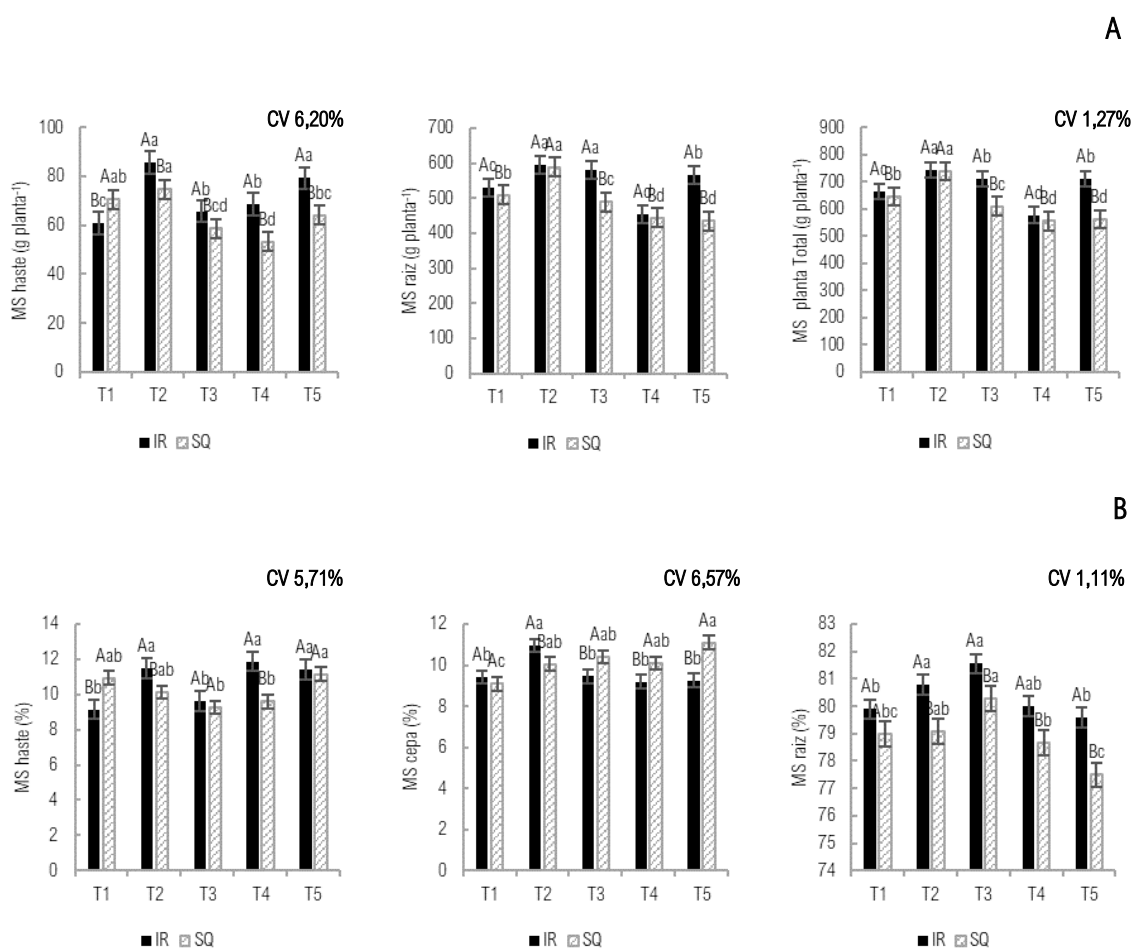 A
CV 6,20%
MS haste (g planta⁻¹)
100
80
60
40
20
0
Bc Aab Aa Ba Ab Bcd Ab Bd Aa Bbc
T1 T2 T3 T4 T5
IR SQ
MS raiz (g planta⁻¹)
700
600
500
400
300
200
100
0
Ac Bb Aa Aa Ab Bc Ad Bd Ab Bd
T1 T2 T3 T4 T5
IR SQ
CV 1,27%
MS planta Total (g planta⁻¹)
900
800
700
600
500
400
300
200
100
0
Ac Bb Aa Aa Ab Bc Ad Bd Ab Bd
T1 T2 T3 T4 T5
IR SQ
B
CV 5,71%
MS haste (%)
14
12
10
8
6
4
2
0
Bb Aab Aa Bab Ab Ab Aa Bb Aa Aa
T1 T2 T3 T4 T5
IR SQ
CV 6,57%
MS cepa (%)
12
10
8
6
4
2
0
Ab Ac Aa Bab Bb Aab Bb Aab Bb Aa
T1 T2 T3 T4 T5
IR SQ
CV 1,11%
MS raiz (%)
83
82
81
80
79
78
77
76
75
74
Ab Abc Aa Bab Aa Ba Aab Bb Ab Bc
T1 T2 T3 T4 T5
IR SQ